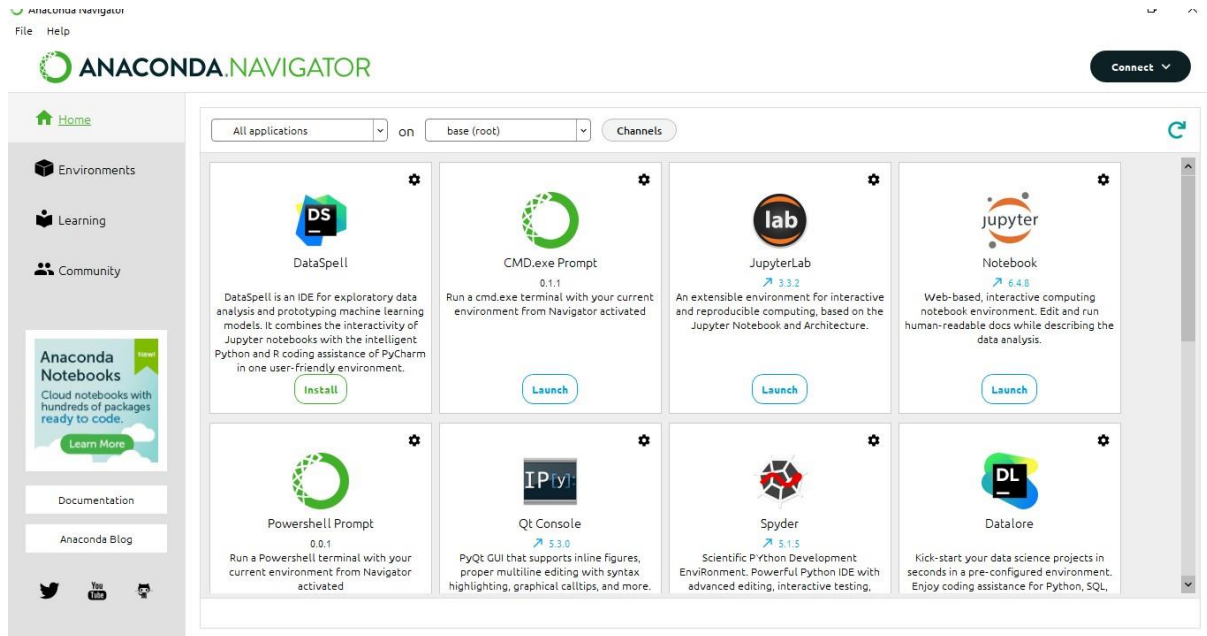 Anaconda Navigator
File Help
ANACONDA.NAVIGATOR
Connect
Home
Environments
Learning
Community
Anaconda
Notebooks
New!
Cloud notebooks with
hundreds of packages
ready to code.
Learn More
Documentation
Anaconda Blog
You
Tube
All applications on base (root) Channels
DS
DataSpell
DataSpell is an IDE for exploratory data
analysis and prototyping machine learning
models. It combines the interactivity of
Jupyter notebooks with the intelligent
Python and R coding assistance of PyCharm
in one user-friendly environment.
Install
CMD.exe Prompt
0.1.1
Run a cmd.exe terminal with your current
environment from Navigator activated
Launch
lab
JupyterLab
3.3.2
An extensible environment for interactive
and reproducible computing, based on the
Jupyter Notebook and Architecture.
Launch
jupyter
Notebook
6.4.8
Web-based, interactive computing
notebook environment. Edit and run
human-readable docs while describing the
data analysis.
Launch
Powershell Prompt
0.0.1
Run a Powershell terminal with your
current environment from Navigator
activated
IP[y]:
Qt Console
5.3.0
PyQt GUI that supports inline figures,
proper multiline editing with syntax
highlighting, graphical calltips, and more.
Spyder
5.1.5
Scientific PYthon Development
EnviRonment. Powerful Python IDE with
advanced editing, interactive testing,
DL
Datalore
Kick-start your data science projects in
seconds in a pre-configured environment.
Enjoy coding assistance for Python, SQL,